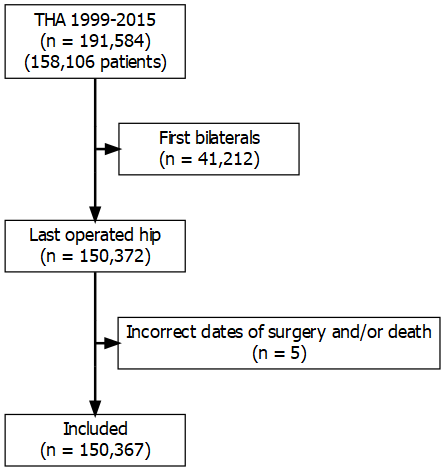 THA 1999-2015
(n = 191,584)
(158,106 patients)
First bilaterals
(n = 41,212)
Last operated hip
(n = 150,372)
Incorrect dates of surgery and/or death
(n = 5)
Included
(n = 150,367)